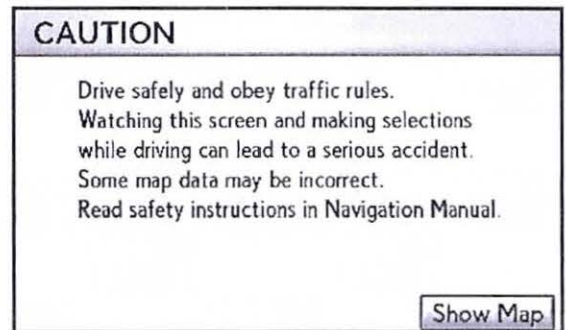 CAUTION
Drive safely and obey traffic rules.
Watching this screen and making selections
while driving can lead to a serious accident.
Some map data may be incorrect.
Read safety instructions in Navigation Manual.
Show Map